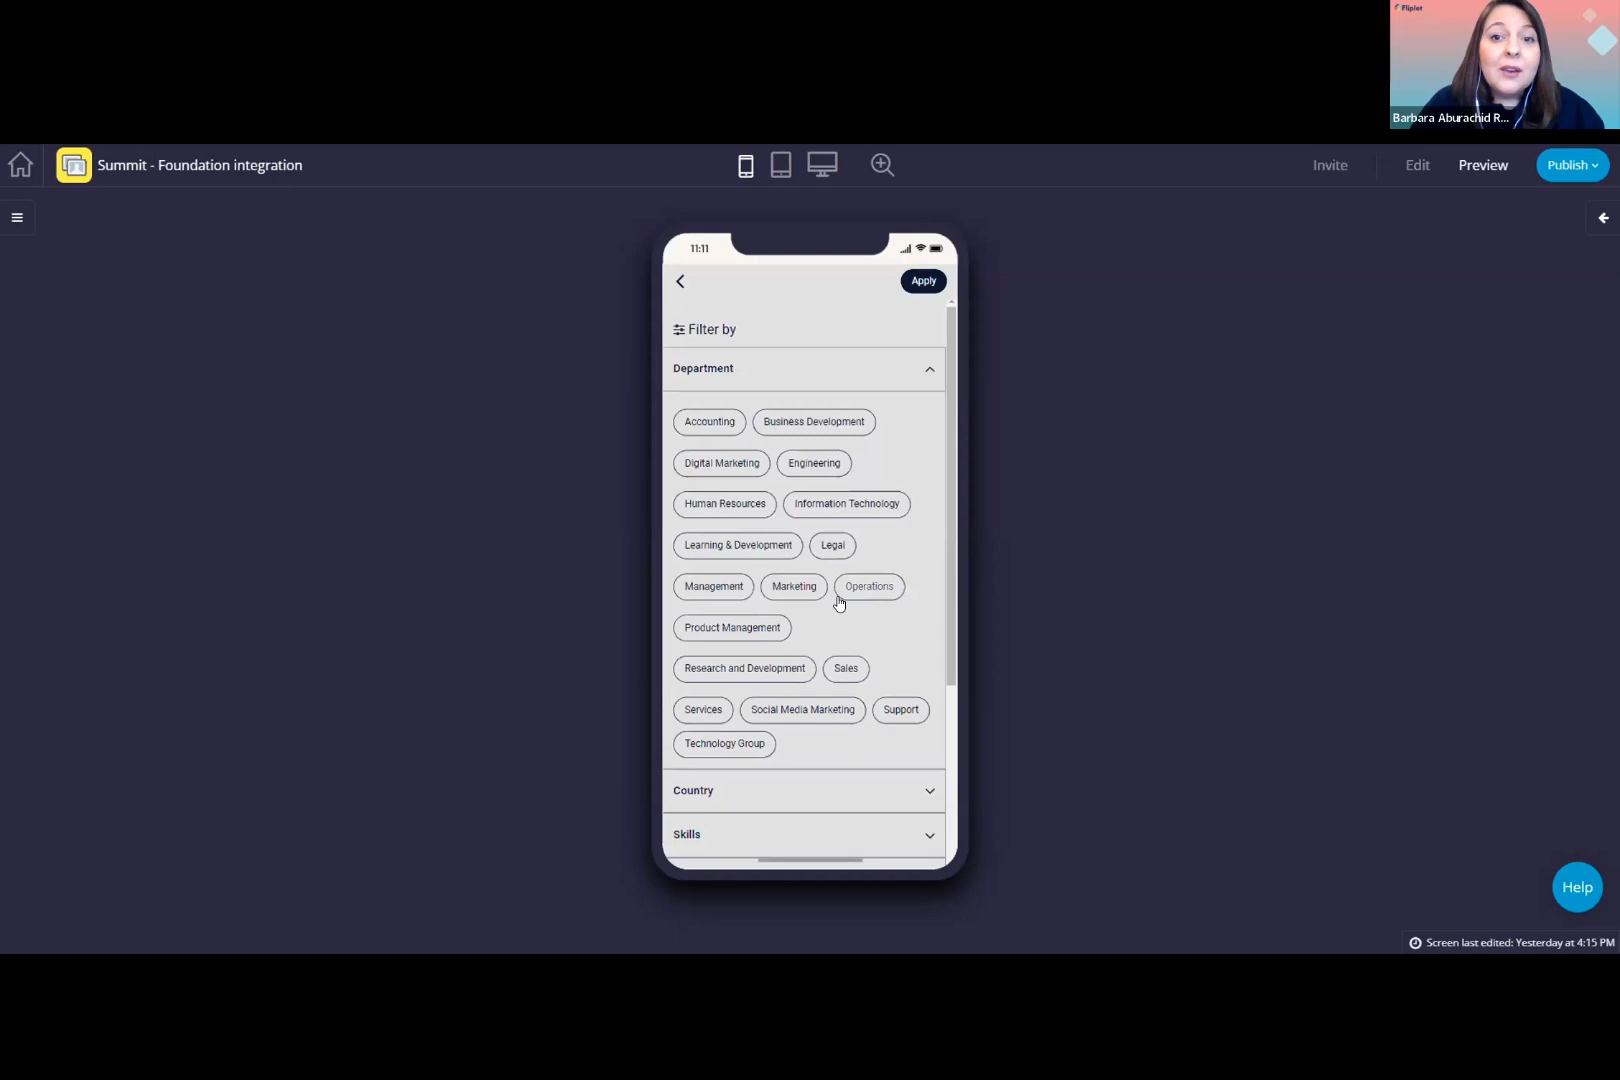 Fliplet
Barbara Aburachid R...
Summit - Foundation integration
Invite
Edit
Preview
Publish
11:11
Apply
Filter by
Department
Accounting
Business Development
Digital Marketing
Engineering
Human Resources
Information Technology
Learning & Development
Legal
Management
Marketing
Operations
Product Management
Research and Development
Sales
Services
Social Media Marketing
Support
Technology Group
Country
Skills
Help
Screen last edited: Yesterday at 4:15 PM